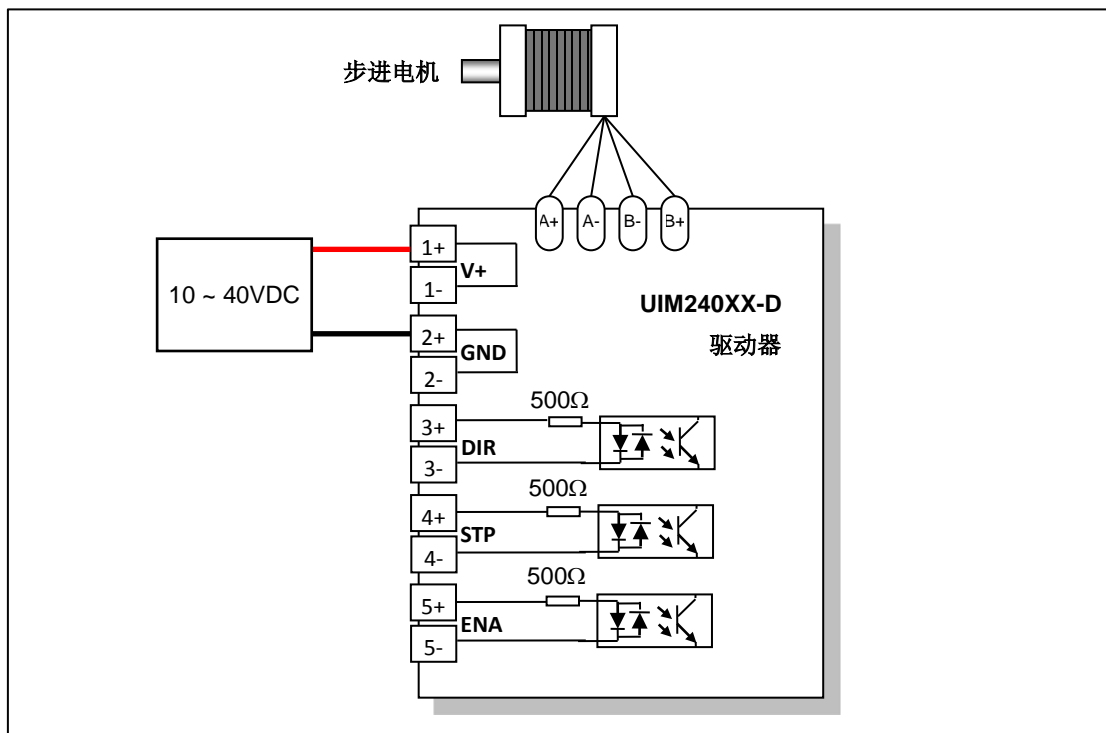 步进电机
A+ A- B- B+
1+
V+
1-
10 ~ 40VDC
UIM240XX-D
驱动器
2+
GND
2-
500Ω
3+
DIR
3-
500Ω
4+
STP
4-
500Ω
5+
ENA
5-